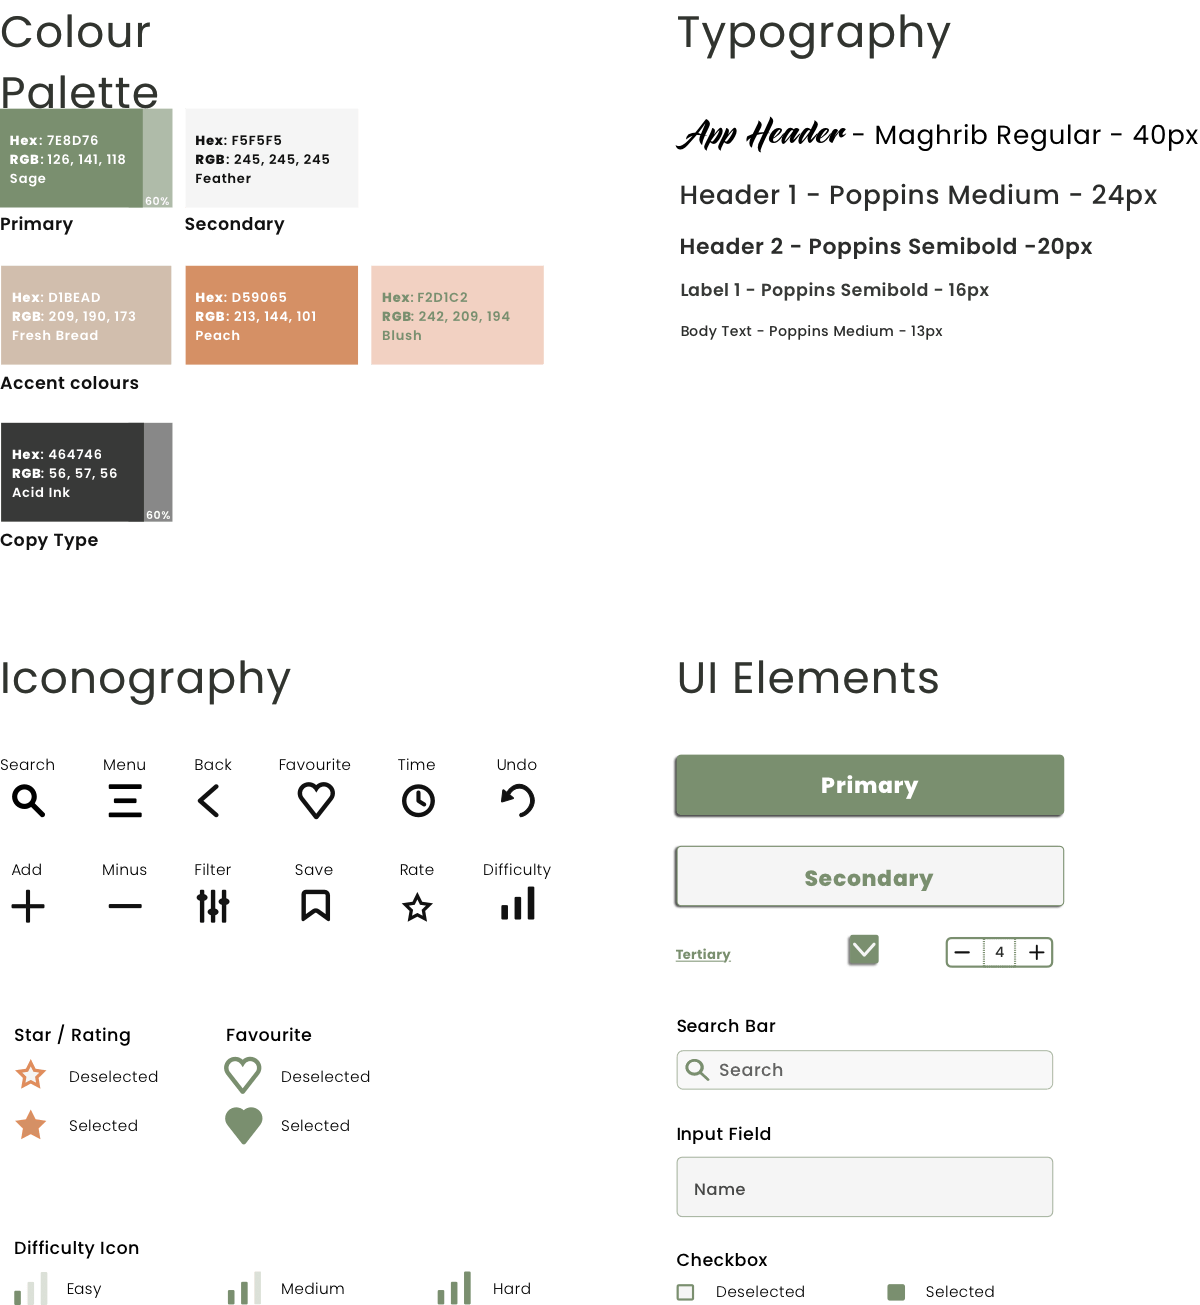 Colour
Palette
Hex: 7E8D76
RGB: 126, 141, 118
Sage
60%
Primary
Hex: F5F5F5
RGB: 245, 245, 245
Feather
Secondary
Hex: D1BEAD
RGB: 209, 190, 173
Fresh Bread
Hex: D59065
RGB: 213, 144, 101
Peach
Hex: F2D1C2
RGB: 242, 209, 194
Blush
Accent colours
Hex: 464746
RGB: 56, 57, 56
Acid Ink
60%
Copy Type
Typography
App Header - Maghrib Regular - 40px
Header 1 - Poppins Medium - 24px
Header 2 - Poppins Semibold -20px
Label 1 - Poppins Semibold - 16px
Body Text - Poppins Medium - 13px
Iconography
Search Menu Back Favourite Time Undo
Add Minus Filter Save Rate Difficulty
Star / Rating
Deselected
Selected
Favourite
Deselected
Selected
Difficulty Icon
Easy Medium Hard
UI Elements
Primary
Secondary
Tertiary
4
Search Bar
Search
Input Field
Name
Checkbox
Deselected Selected